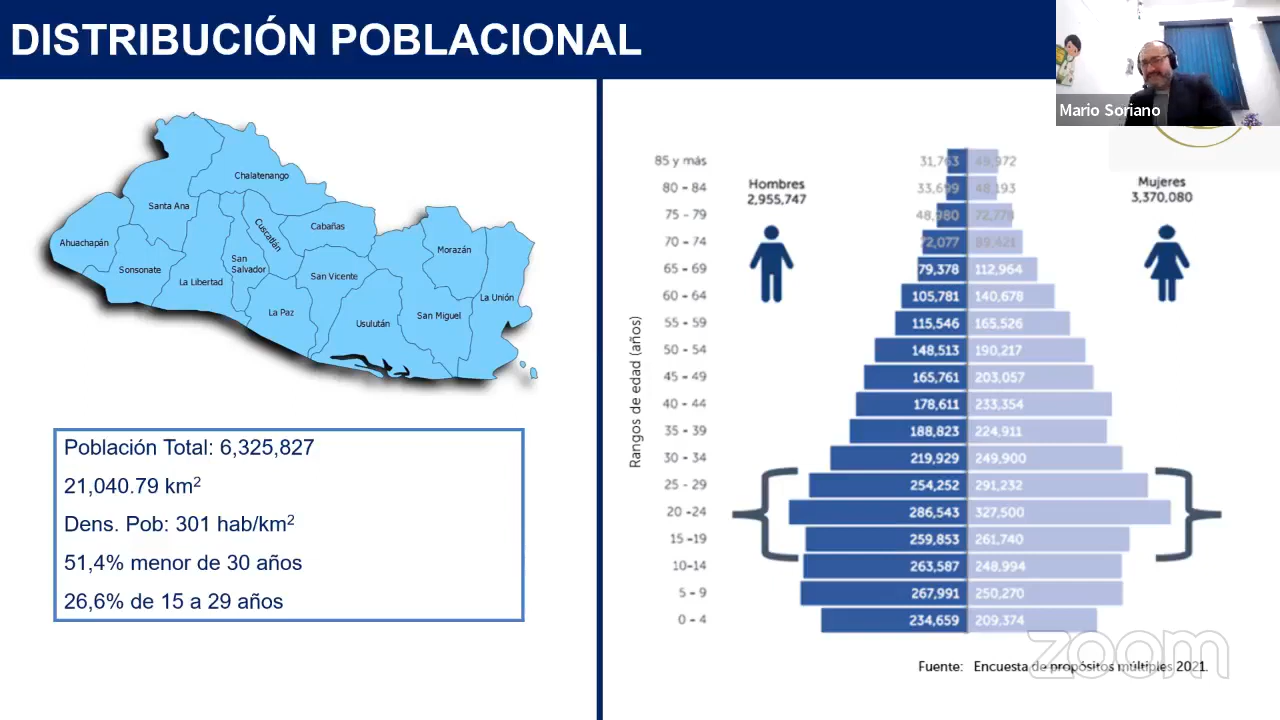 DISTRIBUCIÓN POBLACIONAL
Mario Soriano
Chalatenango
Santa Ana
Cuscatlán
Cabañas
Ahuachapán
Morazán
Sonsonate
San
Salvador
San Vicente
La Libertad
La Unión
La Paz
Usulután
San Miguel
Población Total: 6,325,827
21,040.79 km²
Dens. Pob: 301 hab/km²
51,4% menor de 30 años
26,6% de 15 a 29 años
Hombres
2,955,747
Mujeres
3,370,080
Rangos de edad (años)
85 y más 31,763 49,972
80 - 84 33,699 48,193
75 - 79 48,980 72,778
70 - 74 72,077 89,421
65 - 69 79,378 112,964
60 - 64 105,781 140,678
55 - 59 115,546 165,526
50 - 54 148,513 190,217
45 - 49 165,761 203,057
40 - 44 178,611 233,354
35 - 39 188,823 224,911
30 - 34 219,929 249,900
25 - 29 254,252 291,232
20 -24 286,543 327,500
15 -19 259,853 261,740
10-14 263,587 248,994
5 - 9 267,991 250,270
0 - 4 234,659 209,374
zoom
Fuente: Encuesta de propósitos múltiples 2021.